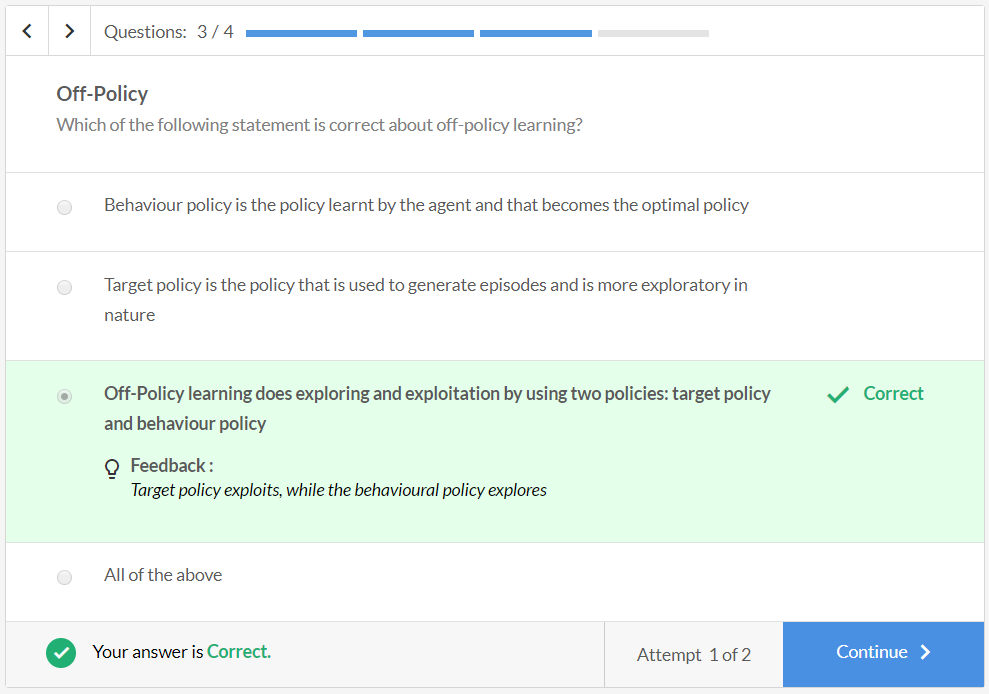 Questions: 3 / 4
Off-Policy
Which of the following statement is correct about off-policy learning?
Behaviour policy is the policy learnt by the agent and that becomes the optimal policy
Target policy is the policy that is used to generate episodes and is more exploratory in
nature
Off-Policy learning does exploring and exploitation by using two policies: target policy
and behaviour policy
Correct
Feedback :
Target policy exploits, while the behavioural policy explores
All of the above
Your answer is Correct.
Attempt 1 of 2
Continue